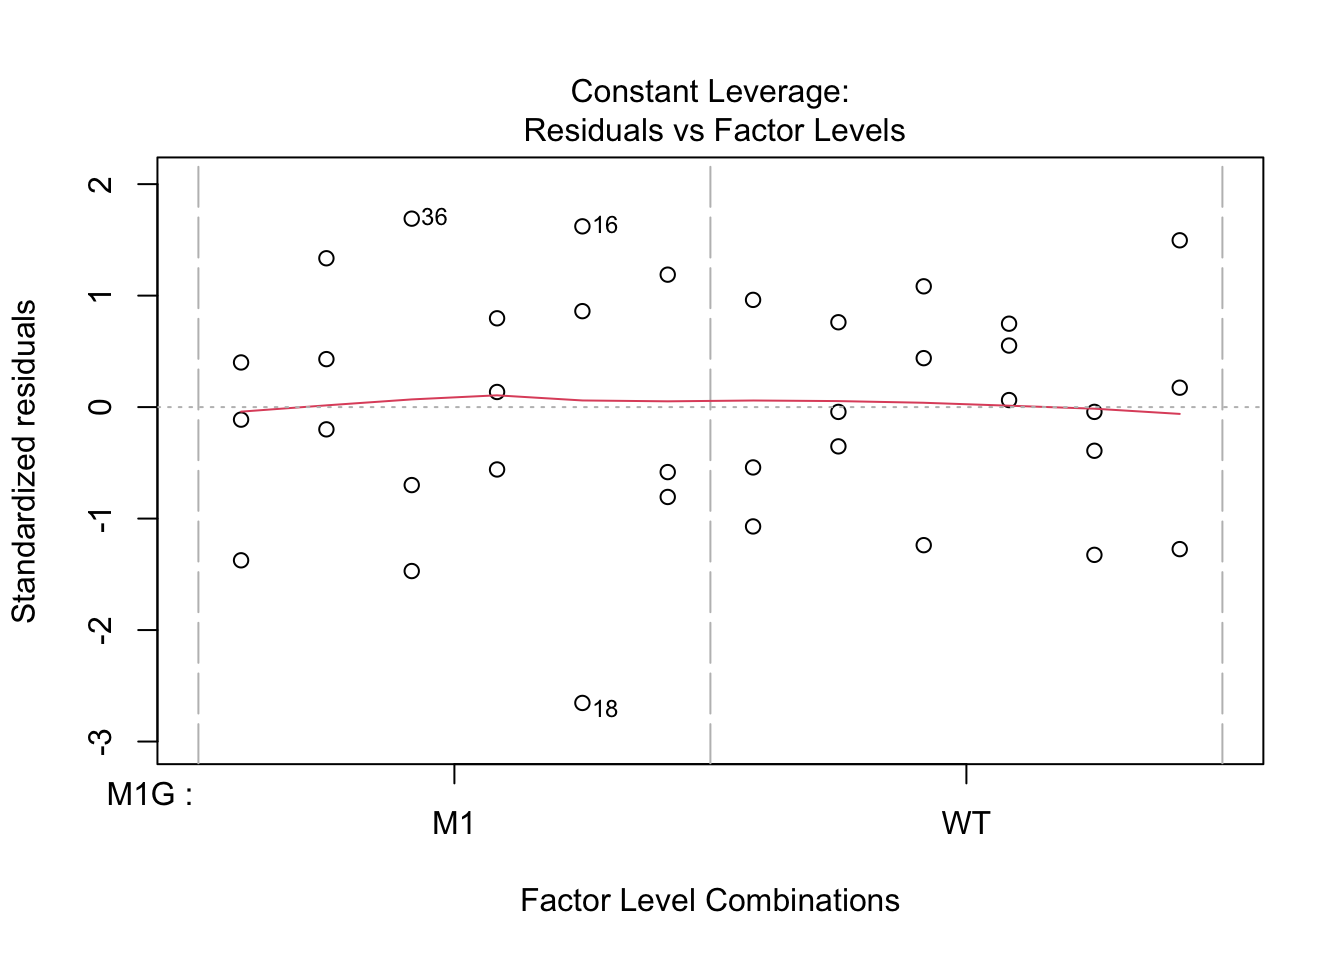 Constant Leverage:
Residuals vs Factor Levels
Standardized residuals
2
1
0
-1
-2
-3
36
16
18
M1G :
M1
WT
Factor Level Combinations